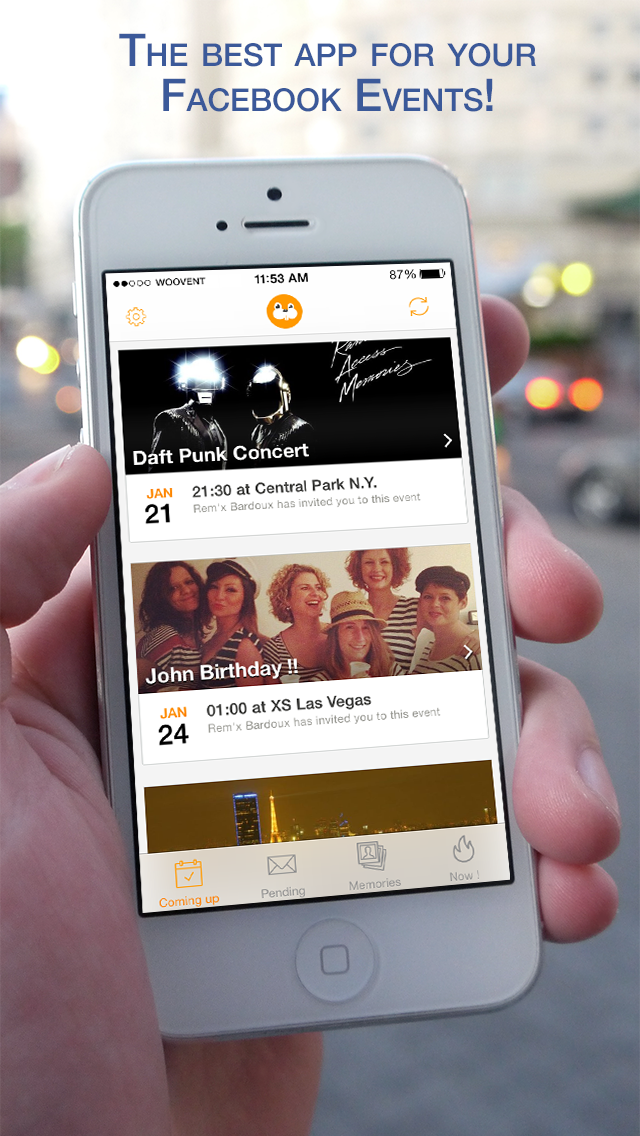 The best app for your
Facebook Events!
WOOVENT
11:53 AM
87%
Access
Memories
Daft Punk Concert
JAN
21
21:30 at Central Park N.Y.
Rem'x Bardoux has invited you to this event
John Birthday !!
JAN
24
01:00 at XS Las Vegas
Rem'x Bardoux has invited you to this event
Coming up
Pending
Memories
Now !